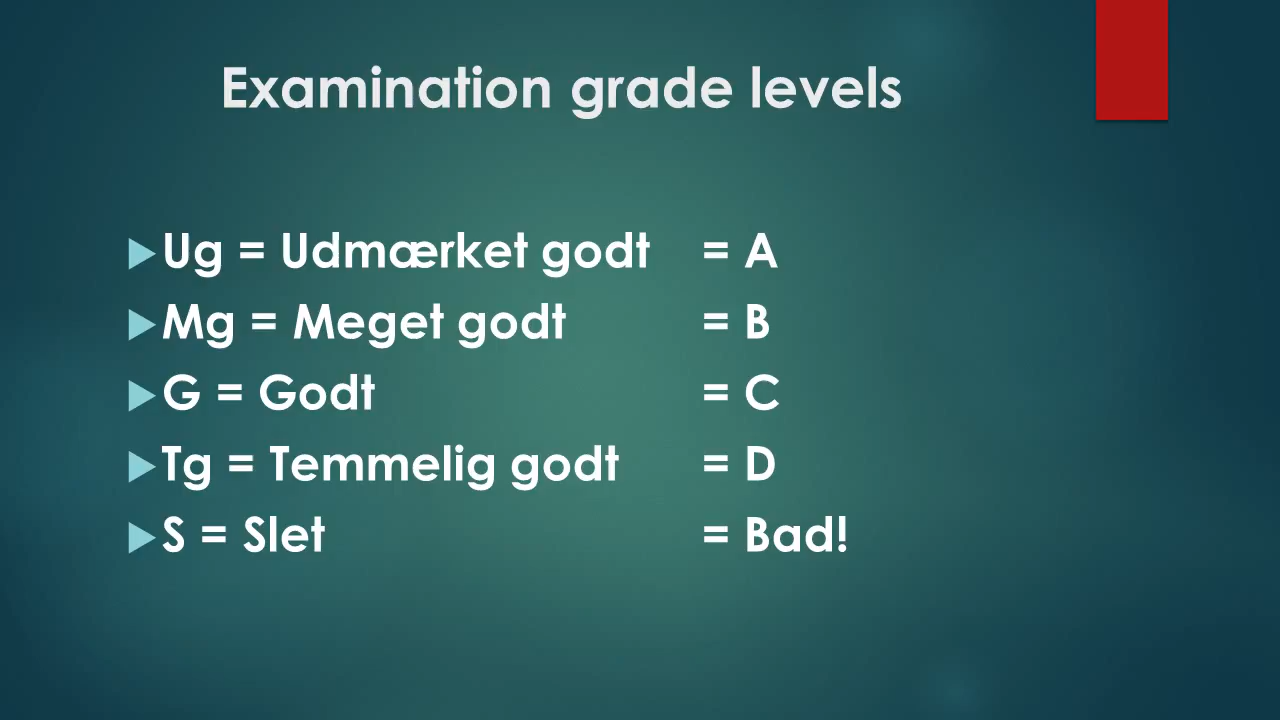 Examination grade levels
Ug = Udmærket godt = A
Mg = Meget godt = B
G = Godt = C
Tg = Temmelig godt = D
S = Slet = Bad!